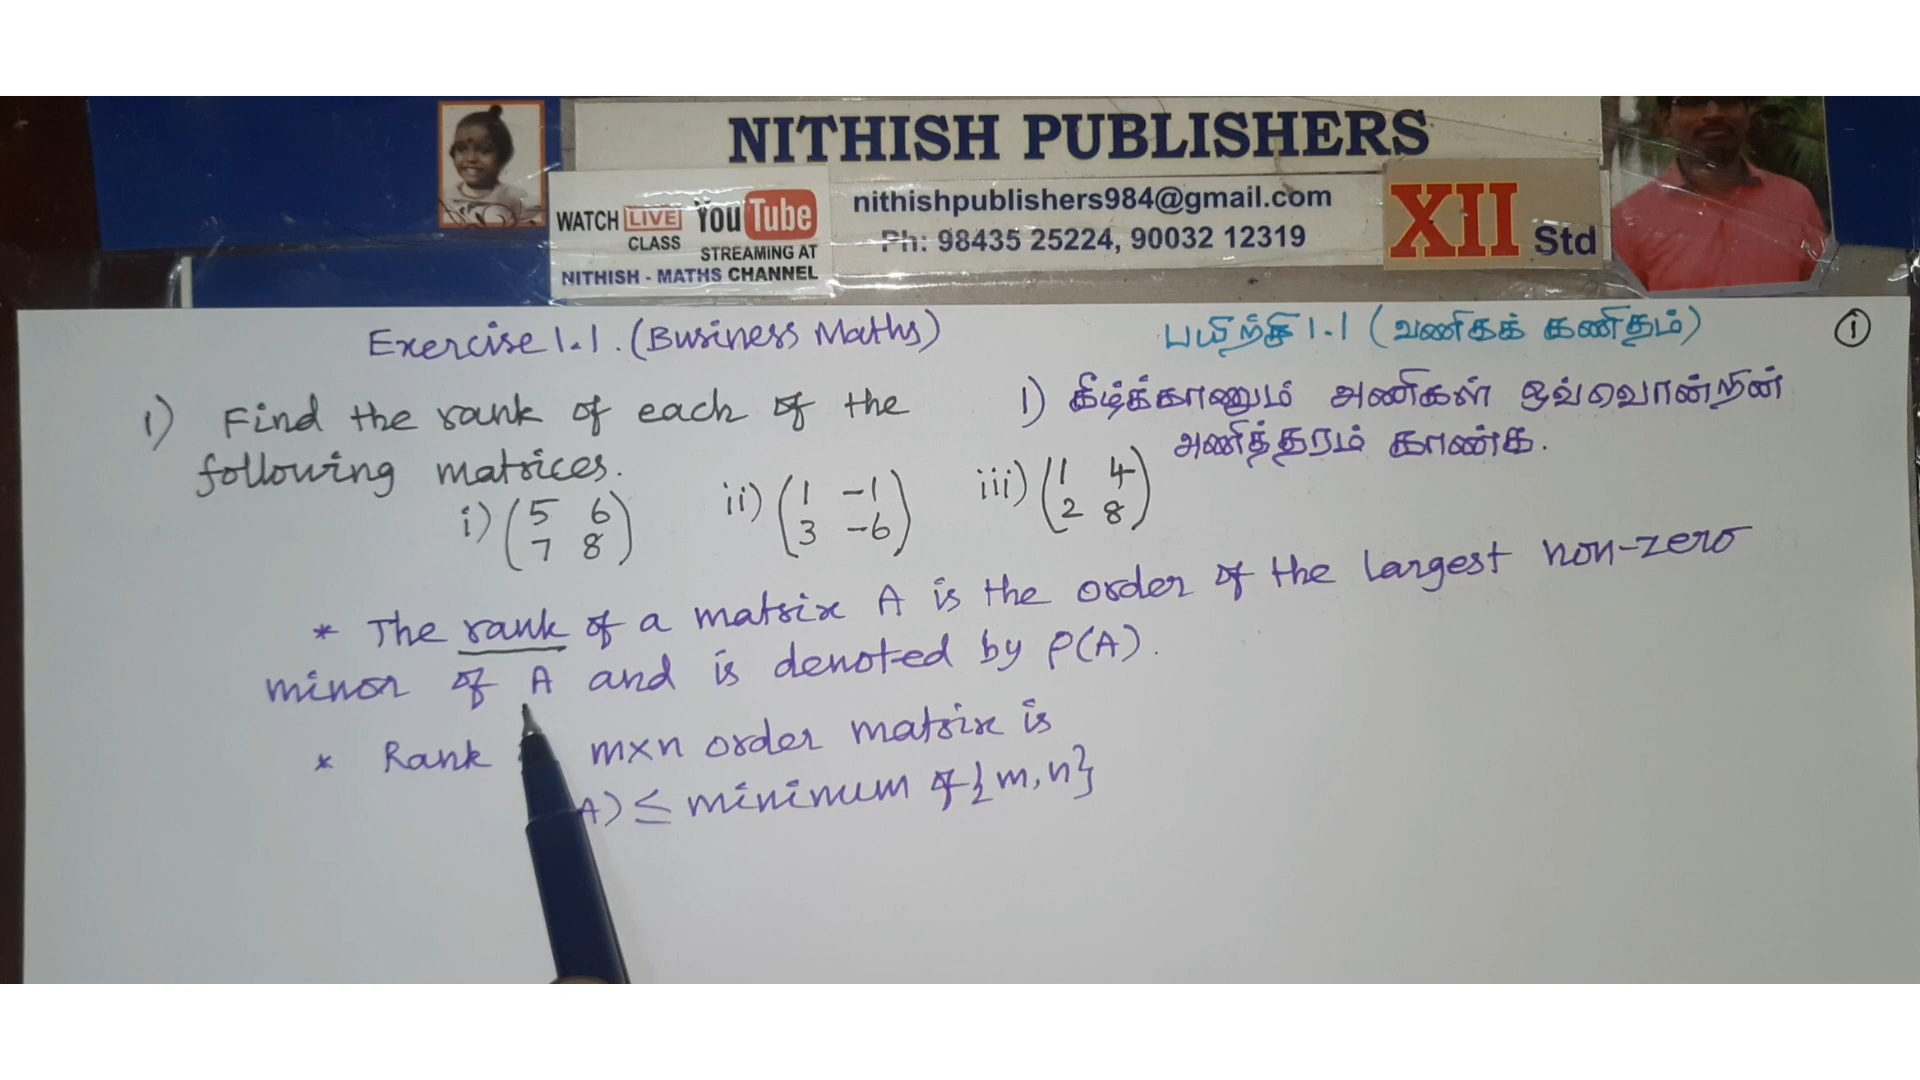 NITHISH PUBLISHERS
WATCH LIVE YouTube
CLASS STREAMING AT
NITHISH - MATHS CHANNEL
nithishpublishers984@gmail.com
Ph: 98435 25224, 90032 12319
XII Std
Exercise 1.1. (Business Maths)
பயிற்சி 1.1 (வணிகக் கணிதம்)
1
1) Find the rank of each of the
following matrices.
1) கீழ்க்காணும் அணிகள் ஒவ்வொன்றின்
அணித்தரம் காண்க.
i) (5 6
7 8)
ii) (1 -1
3 -6)
iii) (1 4
2 8)
* The rank of a matrix A is the order of the largest non-zero
minor of A and is denoted by ρ(A).
* Rank m×n order matrix is
A) ≤ minimum of {m, n}